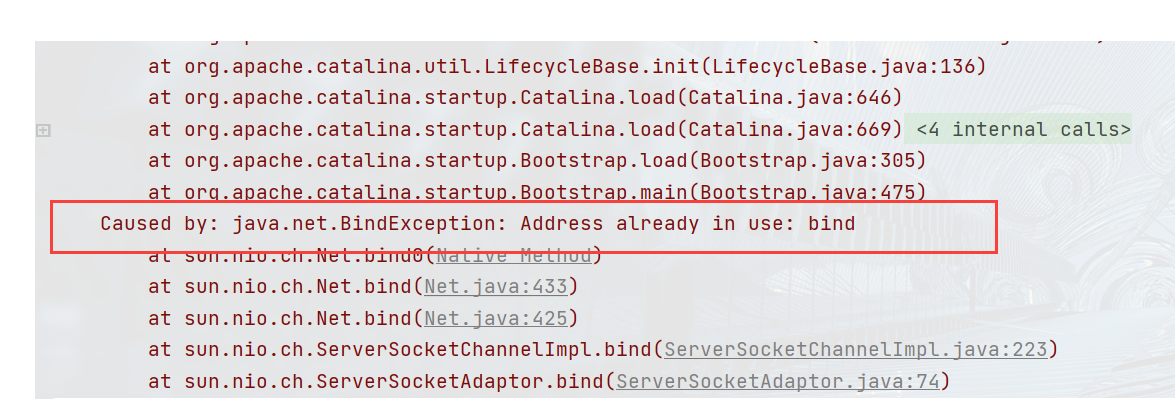 at org.apache.catalina.util.LifecycleBase.init(LifecycleBase.java:136)
at org.apache.catalina.startup.Catalina.load(Catalina.java:646)
at org.apache.catalina.startup.Catalina.load(Catalina.java:669) <4 internal calls>
at org.apache.catalina.startup.Bootstrap.load(Bootstrap.java:305)
at org.apache.catalina.startup.Bootstrap.main(Bootstrap.java:475)
Caused by: java.net.BindException: Address already in use: bind
at sun.nio.ch.Net.bind0(Native Method)
at sun.nio.ch.Net.bind(Net.java:433)
at sun.nio.ch.Net.bind(Net.java:425)
at sun.nio.ch.ServerSocketChannelImpl.bind(ServerSocketChannelImpl.java:223)
at sun.nio.ch.ServerSocketAdaptor.bind(ServerSocketAdaptor.java:74)